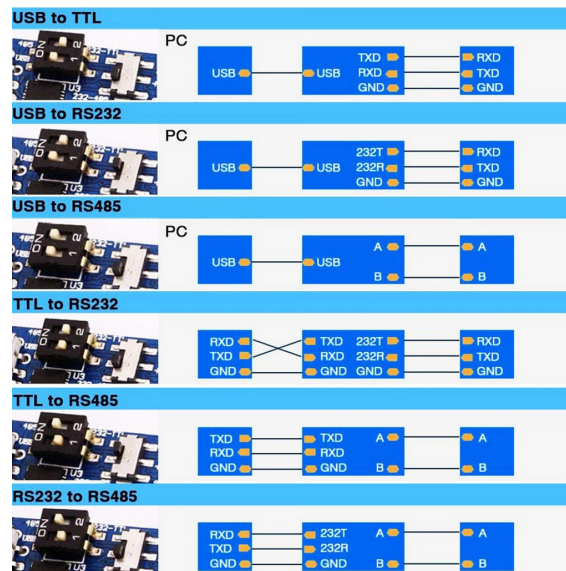 USB to TTL
PC
USB USB TXD RXD
RXD TXD
GND GND
USB to RS232
PC
USB USB 232T RXD
232R TXD
GND GND
USB to RS485
PC
USB USB A A
B B
TTL to RS232
RXD TXD 232T RXD
TXD RXD 232R TXD
GND GND GND GND
TTL to RS485
TXD TXD A A
RXD RXD
GND GND B B
RS232 to RS485
RXD 232T A A
TXD 232R
GND GND B B